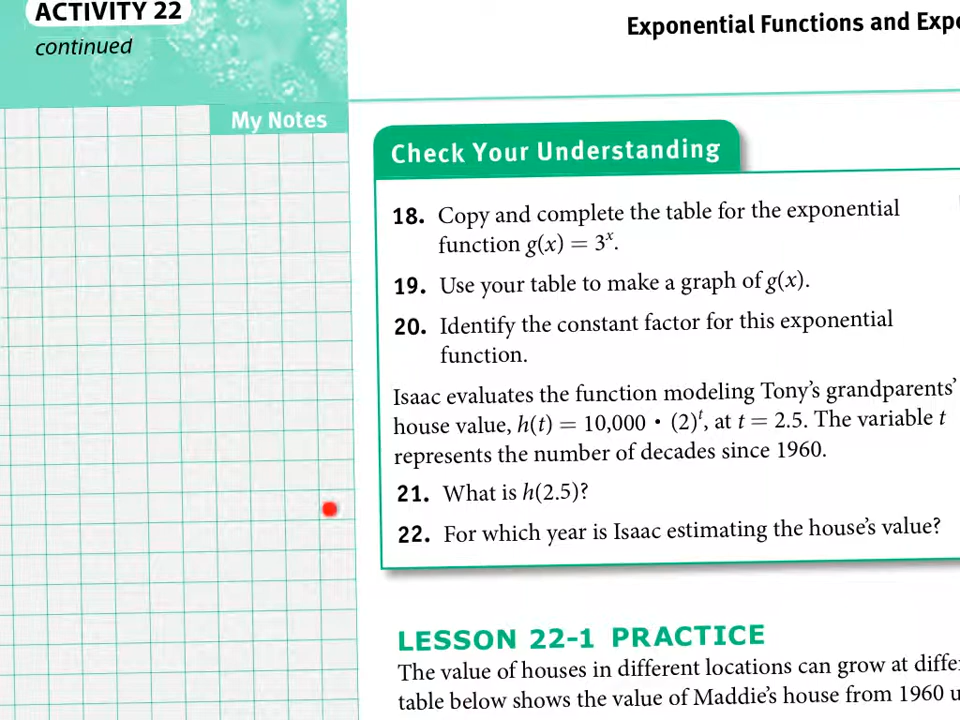 ACTIVITY 22
continued
Exponential Functions and
My Notes
Check Your Understanding
18. Copy and complete the table for the exponential
function g(x) = 3ˣ.
19. Use your table to make a graph of g(x).
20. Identify the constant factor for this exponential
function.
Isaac evaluates the function modeling Tony’s grandparents’
house value, h(t) = 10,000 • (2)ᵗ, at t = 2.5. The variable t
represents the number of decades since 1960.
21. What is h(2.5)?
22. For which year is Isaac estimating the house’s value?
LESSON 22-1 PRACTICE
The value of houses in different locations can grow at
table below shows the value of Maddie’s house from 1960